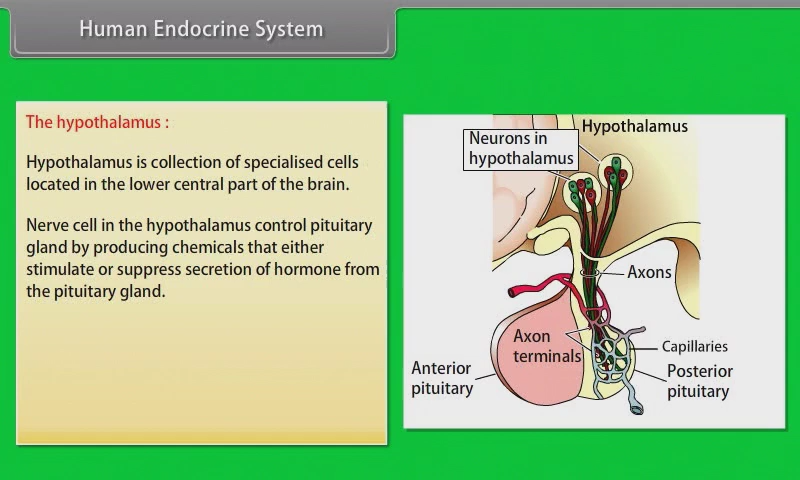 Human Endocrine System
The hypothalamus :
Hypothalamus is collection of specialised cells
located in the lower central part of the brain.
Nerve cell in the hypothalamus control pituitary
gland by producing chemicals that either
stimulate or suppress secretion of hormone from
the pituitary gland.
Hypothalamus
Neurons in
hypothalamus
Axons
Axon
terminals
Capillaries
Anterior
pituitary
Posterior
pituitary